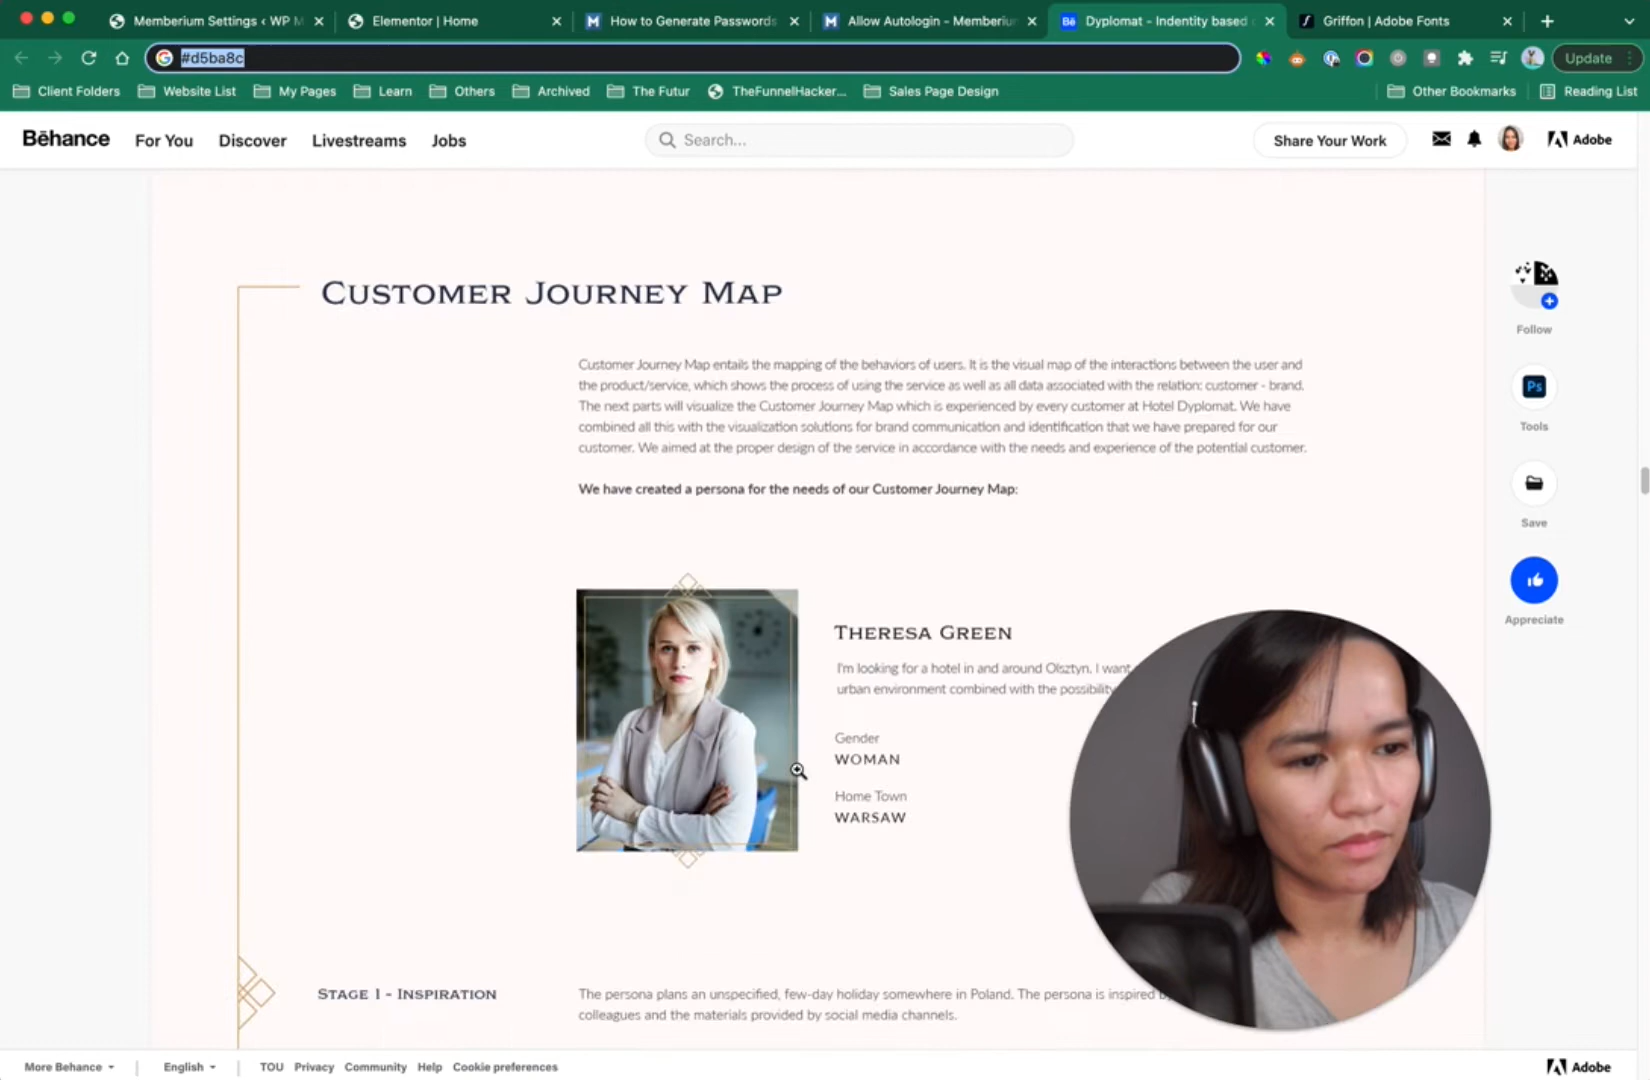 Memberium Settings ‹ WP M
Elementor | Home
How to Generate Passwords
Allow Autologin - Memberium
Dyplomat - Indentity based
Griffon | Adobe Fonts
#d5ba8c
Update
Client Folders
Website List
My Pages
Learn
Others
Archived
The Futur
TheFunnelHacker...
Sales Page Design
Other Bookmarks
Reading List
Bēhance
For You
Discover
Livestreams
Jobs
Search...
Share Your Work
Adobe
Customer Journey Map
Customer Journey Map entails the mapping of the behaviors of users. It is the visual map of the interactions between the user and
the product/service, which shows the process of using the service as well as all data associated with the relation: customer - brand.
The next parts will visualize the Customer Journey Map which is experienced by every customer at Hotel Dyplomat. We have
combined all this with the visualization solutions for brand communication and identification that we have prepared for our
customer. We aimed at the proper design of the service in accordance with the needs and experience of the potential customer.
We have created a persona for the needs of our Customer Journey Map:
Theresa Green
I'm looking for a hotel in and around Olsztyn. I want
urban environment combined with the possibility
Gender
WOMAN
Home Town
WARSAW
Follow
Ps
Tools
Save
Appreciate
Stage 1 - Inspiration
The persona plans an unspecified, few-day holiday somewhere in Poland. The persona is inspired
colleagues and the materials provided by social media channels.
More Behance
English
TOU
Privacy
Community
Help
Cookie preferences
Adobe